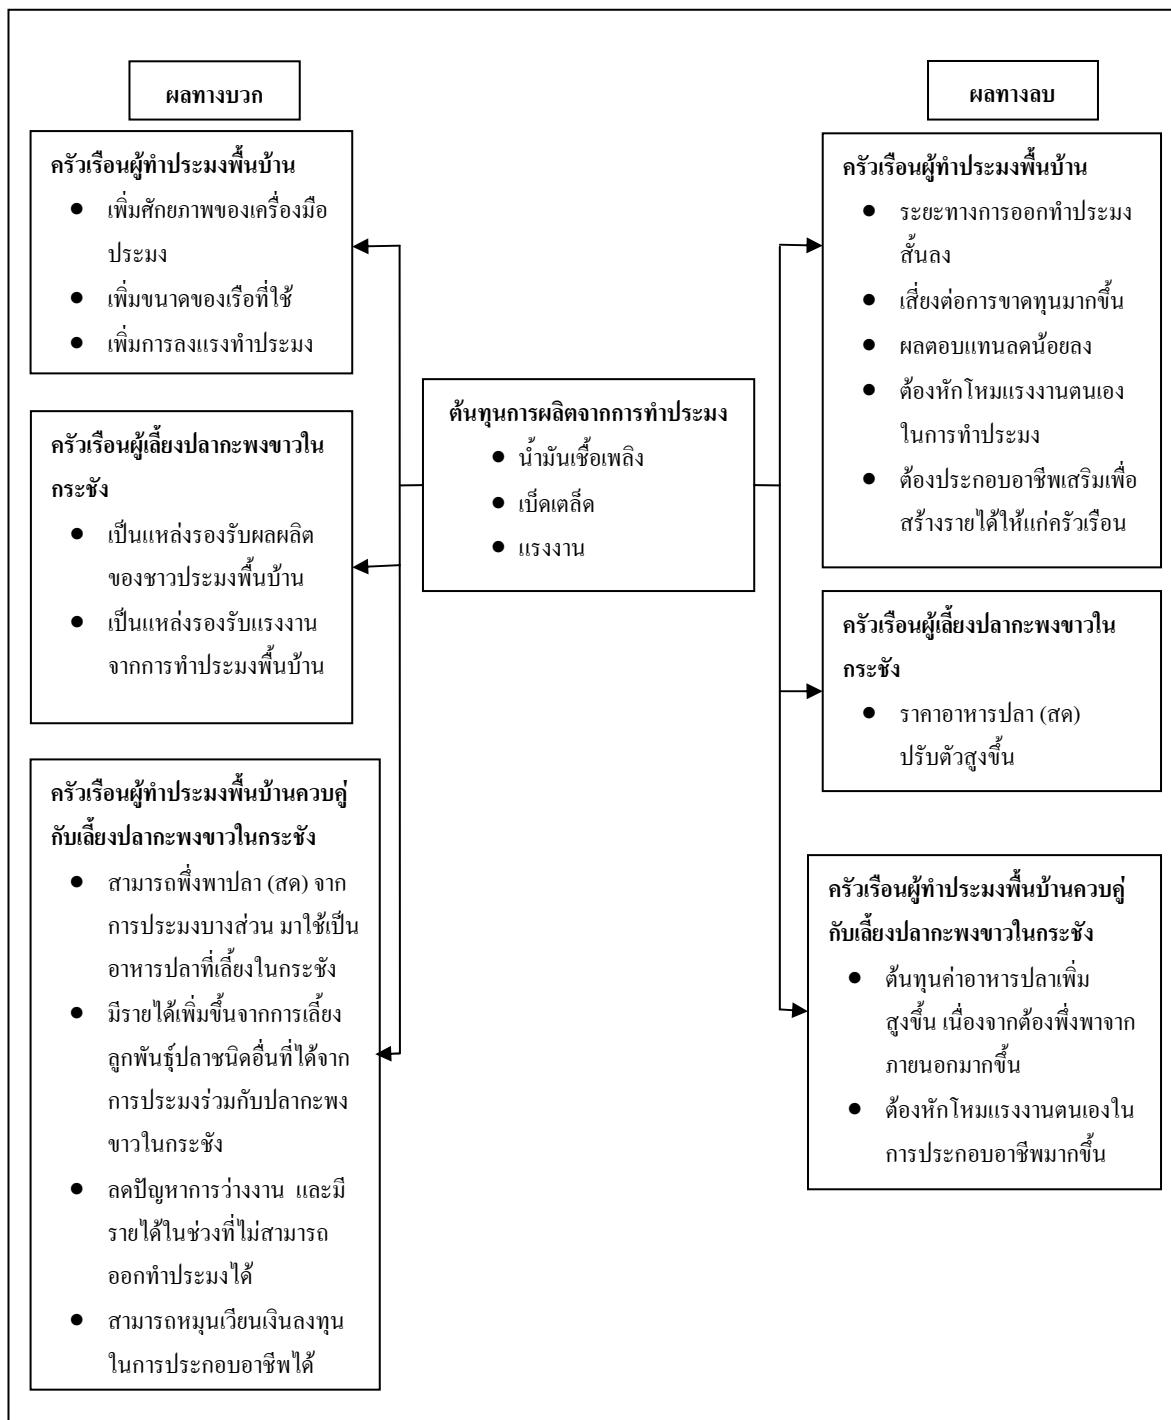 ผลทางบวก
ครัวเรือนผู้ทำประมงพื้นบ้าน
● เพิ่มศักยภาพของเครื่องมือ
ประมง
● เพิ่มขนาดของเรือที่ใช้
● เพิ่มการลงแรงทำประมง
ครัวเรือนผู้เลี้ยงปลากะพงขาวใน
กระชัง
● เป็นแหล่งรองรับผลผลิต
ของชาวประมงพื้นบ้าน
● เป็นแหล่งรองรับแรงงาน
จากการทำประมงพื้นบ้าน
ครัวเรือนผู้ทำประมงพื้นบ้านควบคู่
กับเลี้ยงปลากะพงขาวในกระชัง
● สามารถพึ่งพาปลา (สด) จาก
การประมงบางส่วน มาใช้เป็น
อาหารปลาที่เลี้ยงในกระชัง
● มีรายได้เพิ่มขึ้นจากการเลี้ยง
ลูกพันธุ์ปลาชนิดอื่นที่ได้จาก
การประมงร่วมกับปลากะพง
ขาวในกระชัง
● ลดปัญหาการว่างงาน และมี
รายได้ในช่วงที่ไม่สามารถ
ออกทำประมงได้
● สามารถหมุนเวียนเงินลงทุน
ในการประกอบอาชีพได้
ต้นทุนการผลิตจากการทำประมง
● น้ำมันเชื้อเพลิง
● เบ็ดเตล็ด
● แรงงาน
ผลทางลบ
ครัวเรือนผู้ทำประมงพื้นบ้าน
● ระยะทางการออกทำประมง
สั้นลง
● เสี่ยงต่อการขาดทุนมากขึ้น
● ผลตอบแทนลดน้อยลง
● ต้องหักโหมแรงงานตนเอง
ในการทำประมง
● ต้องประกอบอาชีพเสริมเพื่อ
สร้างรายได้ให้แก่ครัวเรือน
ครัวเรือนผู้เลี้ยงปลากะพงขาวใน
กระชัง
● ราคาอาหารปลา (สด)
ปรับตัวสูงขึ้น
ครัวเรือนผู้ทำประมงพื้นบ้านควบคู่
กับเลี้ยงปลากะพงขาวในกระชัง
● ต้นทุนค่าอาหารปลาเพิ่ม
สูงขึ้น เนื่องจากต้องพึ่งพาจาก
ภายนอกมากขึ้น
● ต้องหักโหมแรงงานตนเองใน
การประกอบอาชีพมากขึ้น